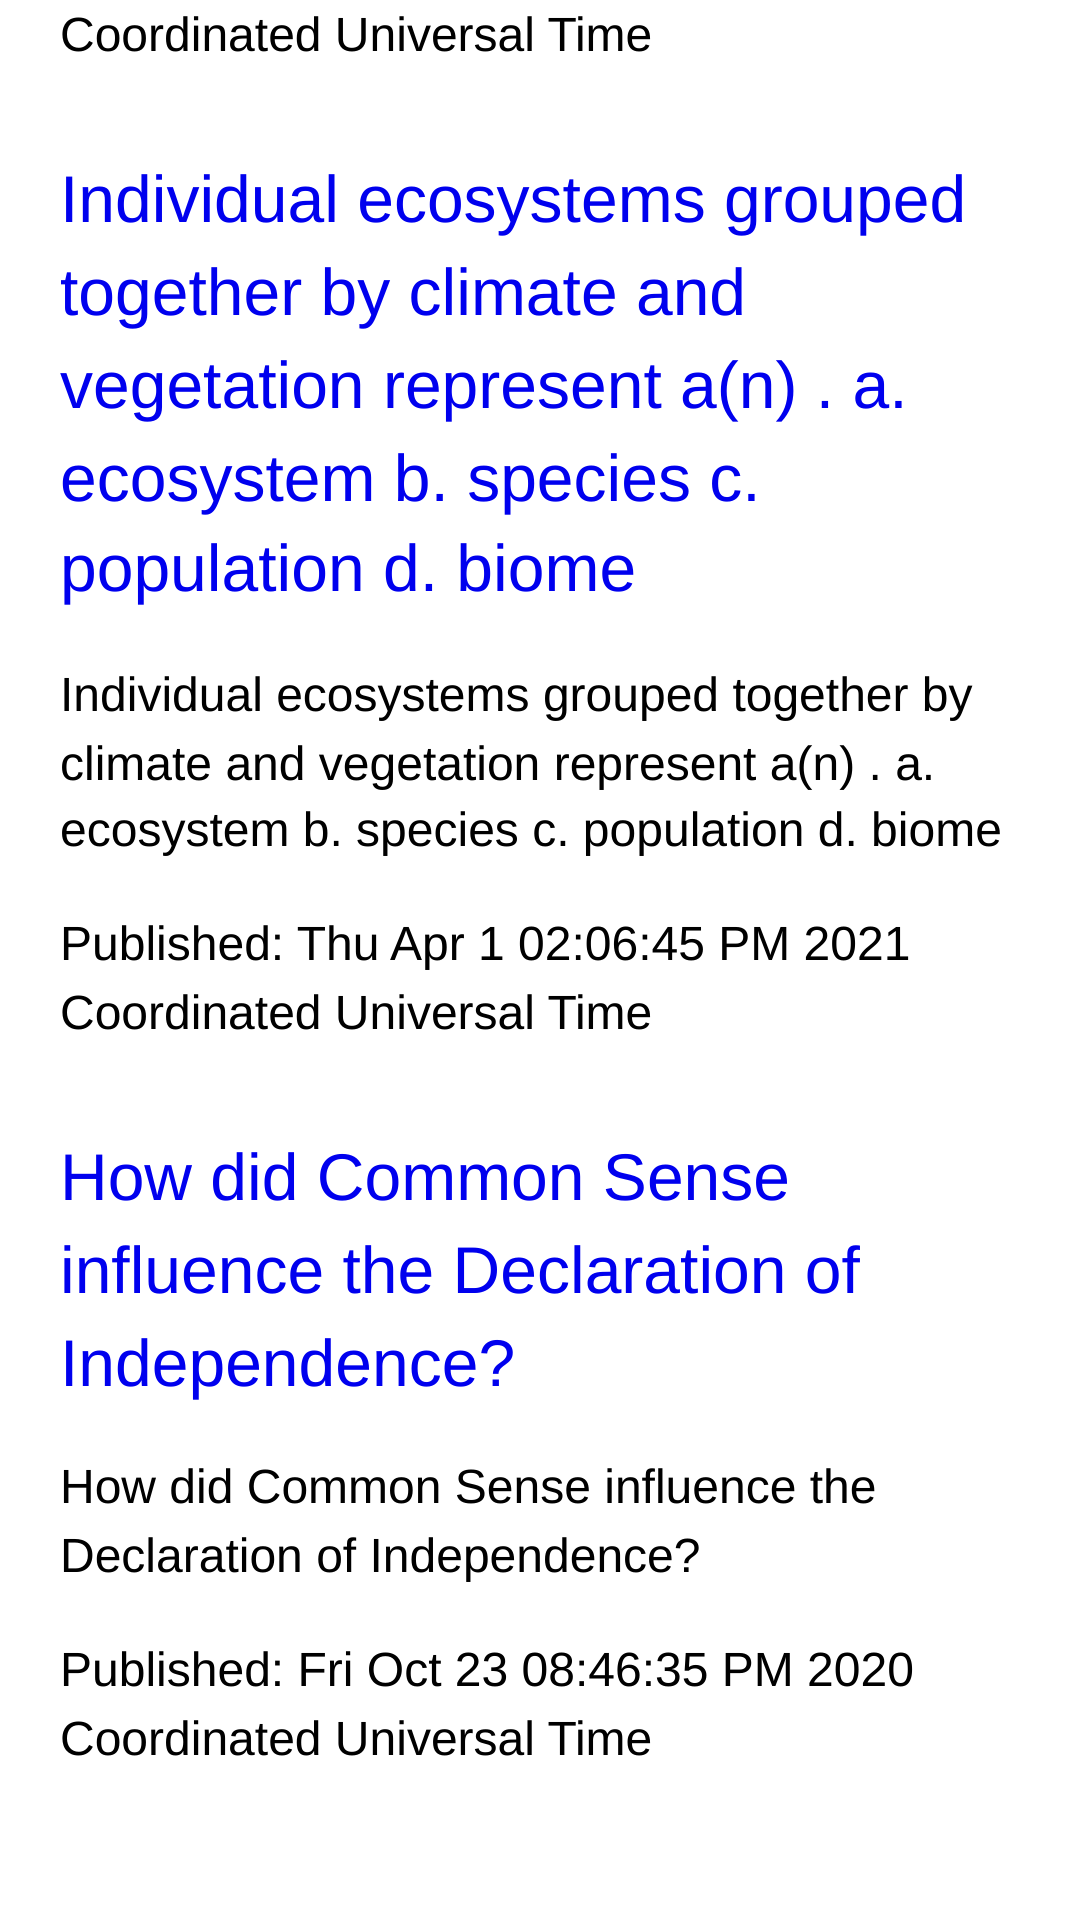 Coordinated Universal Time
Individual ecosystems grouped
together by climate and
vegetation represent a(n) . a.
ecosystem b. species c.
population d. biome
Individual ecosystems grouped together by
climate and vegetation represent a(n) . a.
ecosystem b. species c. population d. biome
Published: Thu Apr 1 02:06:45 PM 2021
Coordinated Universal Time
How did Common Sense
influence the Declaration of
Independence?
How did Common Sense influence the
Declaration of Independence?
Published: Fri Oct 23 08:46:35 PM 2020
Coordinated Universal Time